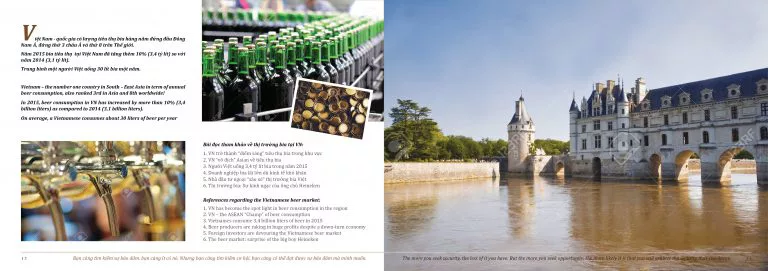 Việt Nam - quốc gia có lượng tiêu thụ bia hàng năm đứng đầu Đông
Nam Á, đứng thứ 3 châu Á và thứ 8 trên Thế giới.
Năm 2015 bia tiêu thụ tại Việt Nam đã tăng thêm 10% (3,4 tỷ lít) so với
năm 2014 (3,1 tỷ lít).
Trung bình một người Việt uống 30 lít bia một năm.
Vietnam - the number one country in South - East Asia in term of annual
beer consumption, also ranked 3rd in Asia and 8th worldwide!
In 2015, beer consumption in VN has increased by more than 10% (3,4
billion liters) as compared to 2014 (3,1 billion liters).
On average, a Vietnamese consumes about 30 liters of beer per year
Bài đọc tham khảo về thị trường bia tại VN:
1. VN trở thành "điểm sáng" tiêu thụ bia trong khu vực
2. VN "vô địch" Asian về tiêu thụ bia
3. Người Việt uống 3,4 tỷ lít bia trong năm 2015
4. Doanh nghiệp bia lãi lớn dù kinh tế khó khăn
5. Nhà đầu tư ngoại "xâu xé" thị trường bia Việt
6. Thị trường bia: Sự kinh ngạc của ông chủ Heineken
References regarding the Vietnamese beer market:
1. VN has become the spot light in beer consumption in the region
2. VN - the ASEAN "Champ" of beer consumption
3. Vietnames consume 3,4 billion liters of beer in 2015
4. Beer producers are raking in huge profits despite a down-turn economy
5. Foreign investors are devouring the Vietnamese beer market
6. The beer market: surprise of the big boy Heineken
Bạn càng tìm kiếm sự bảo đảm, bạn càng ít có nó. Nhưng bạn càng tìm kiếm cơ hội, bạn càng có thể đạt được sự bảo đảm mà mình muốn.
The more you seek security, the less of it you have. But the more you seek opportunity, the more likely it is that you will achieve the security that you desire.